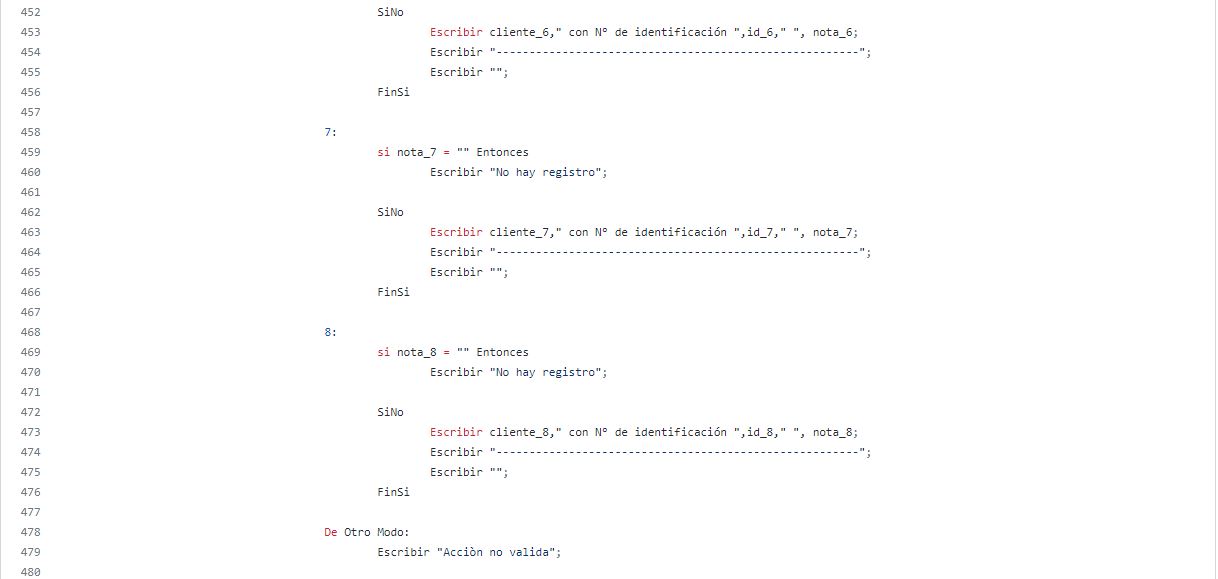 452 SiNo
453 Escribir cliente_6," con Nº de identificación ",id_6," ", nota_6;
454 Escribir "-------------------------------------------------------";
455 Escribir "";
456 FinSi
457
458 7:
459 si nota_7 = "" Entonces
460 Escribir "No hay registro";
461
462 SiNo
463 Escribir cliente_7," con Nº de identificación ",id_7," ", nota_7;
464 Escribir "-------------------------------------------------------";
465 Escribir "";
466 FinSi
467
468 8:
469 si nota_8 = "" Entonces
470 Escribir "No hay registro";
471
472 SiNo
473 Escribir cliente_8," con Nº de identificación ",id_8," ", nota_8;
474 Escribir "-------------------------------------------------------";
475 Escribir "";
476 FinSi
477
478 De Otro Modo:
479 Escribir "Acciòn no valida";
480